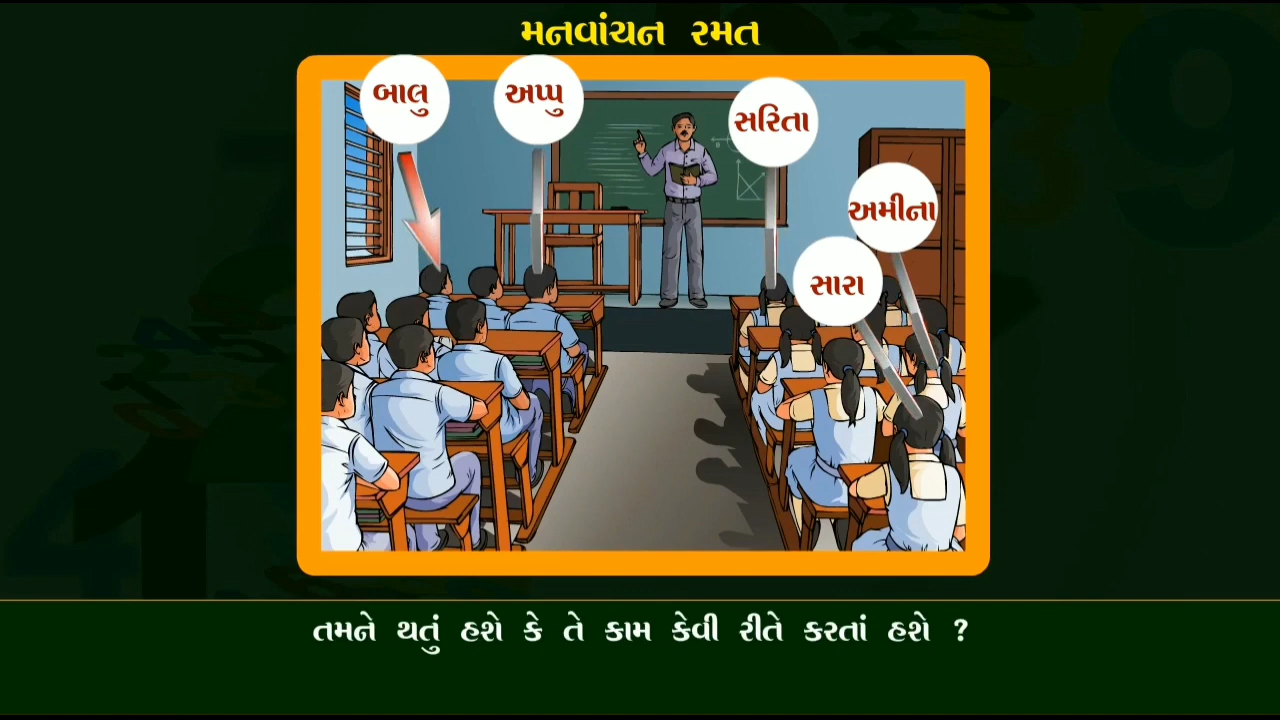 મનવાંચન રમત
બાલુ
અપ્પુ
સરિતા
અમીના
સારા
તમને થતું હશે કે તે કામ કેવી રીતે કરતાં હશે ?